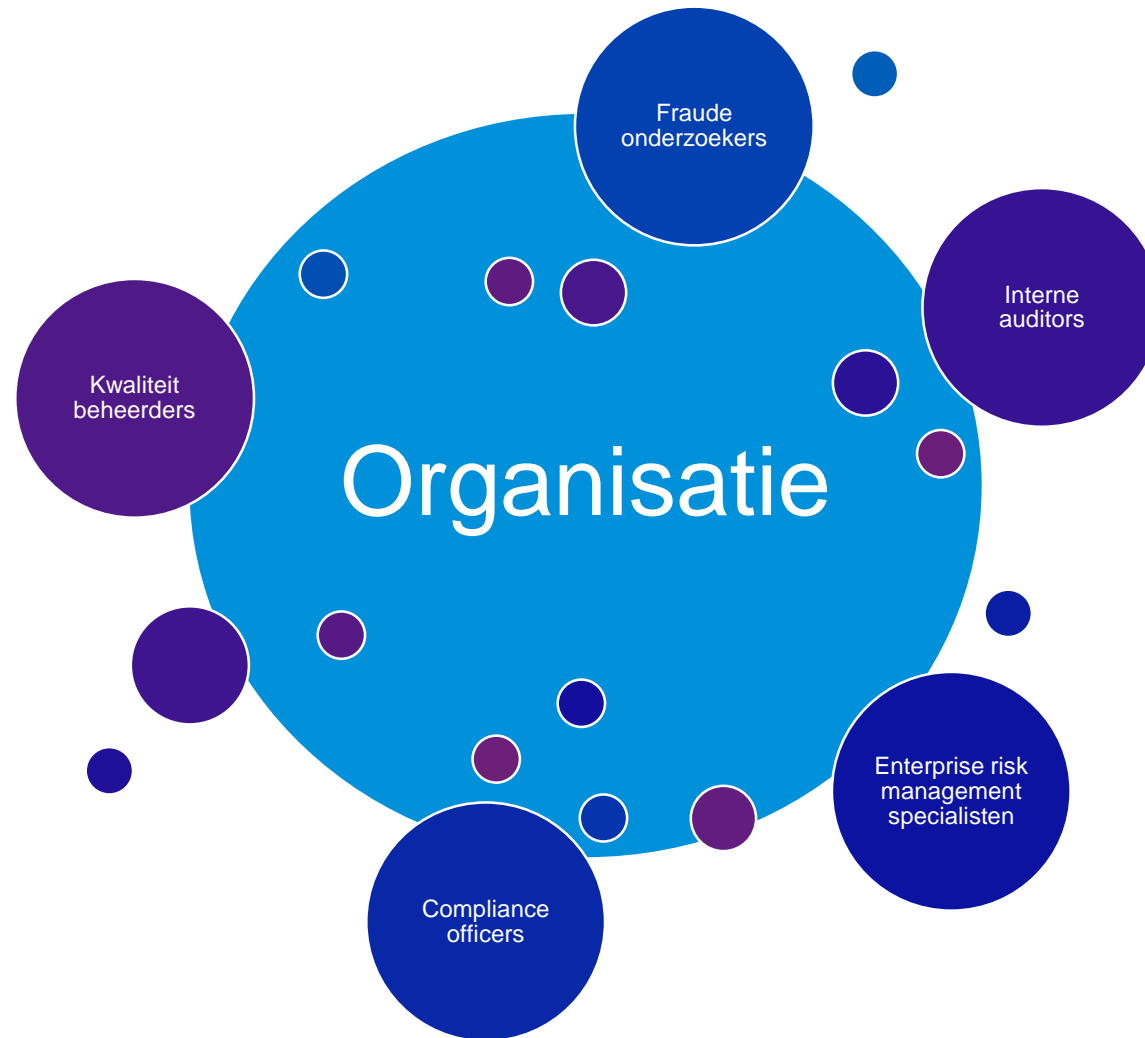 Fraude
onderzoekers
Interne
auditors
Kwaliteit
beheerders
Organisatie
Enterprise risk
management
specialisten
Compliance
officers